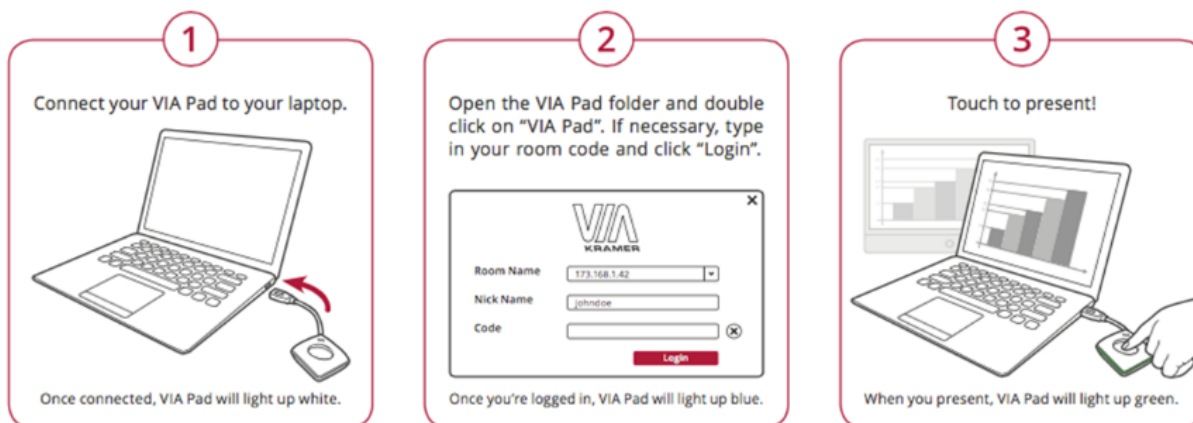 1
Connect your VIA Pad to your laptop.
Once connected, VIA Pad will light up white.
2
Open the VIA Pad folder and double
click on “VIA Pad”. If necessary, type
in your room code and click “Login”.
VIA
KRAMER
Room Name
173.168.1.42
Nick Name
johndoe
Code
Login
Once you’re logged in, VIA Pad will light up blue.
3
Touch to present!
When you present, VIA Pad will light up green.